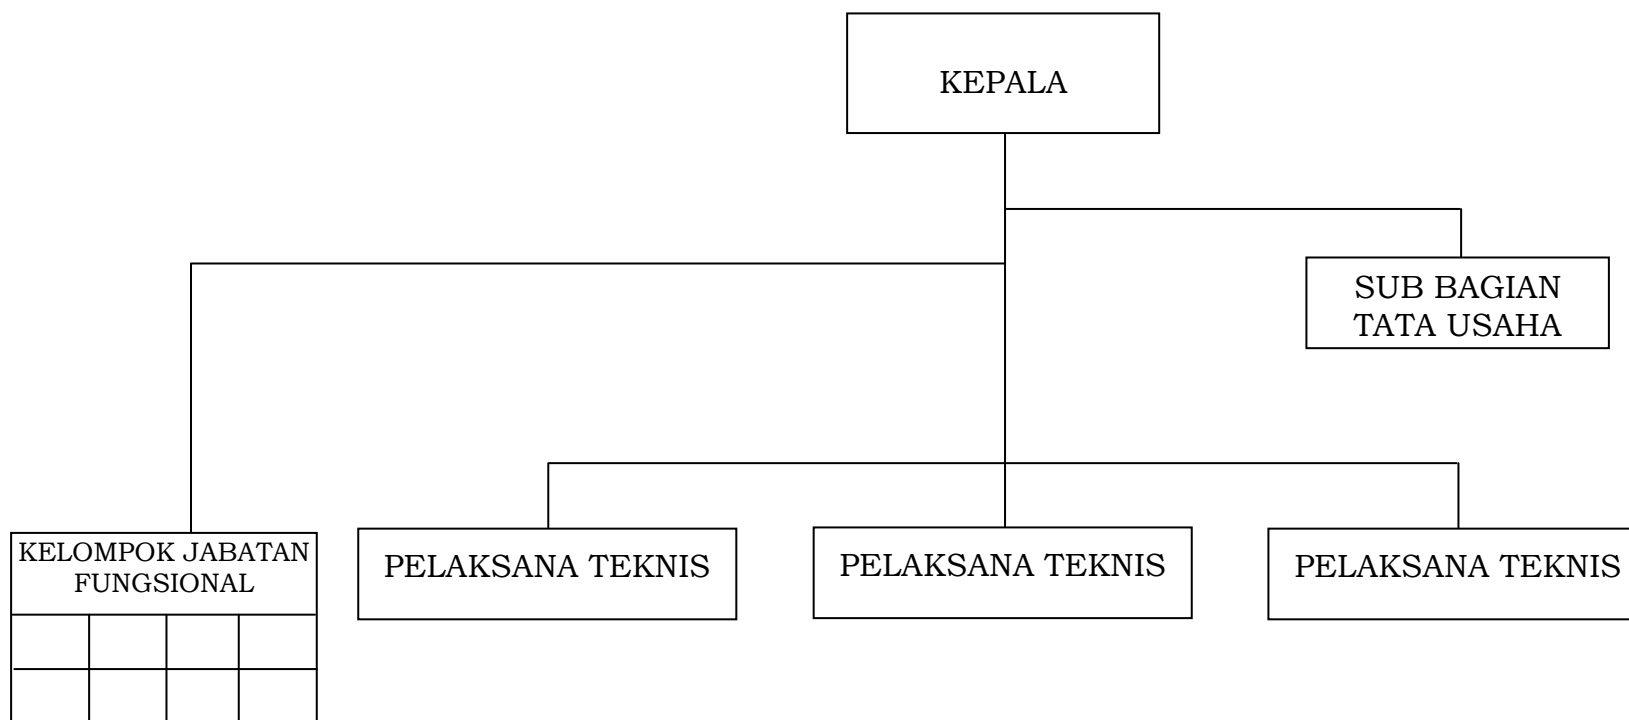 KEPALA
SUB BAGIAN
TATA USAHA
KELOMPOK JABATAN
FUNGSIONAL
PELAKSANA TEKNIS
PELAKSANA TEKNIS
PELAKSANA TEKNIS